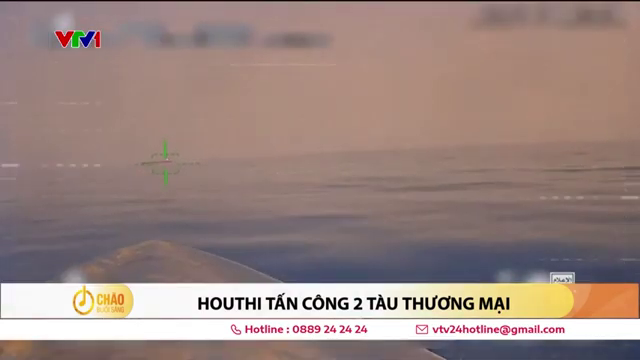 VTV1
CHÀO
BUỔI SÁNG
HOUTHI TẤN CÔNG 2 TÀU THƯƠNG MẠI
Hotline : 0889 24 24 24
vtv24hotline@gmail.com